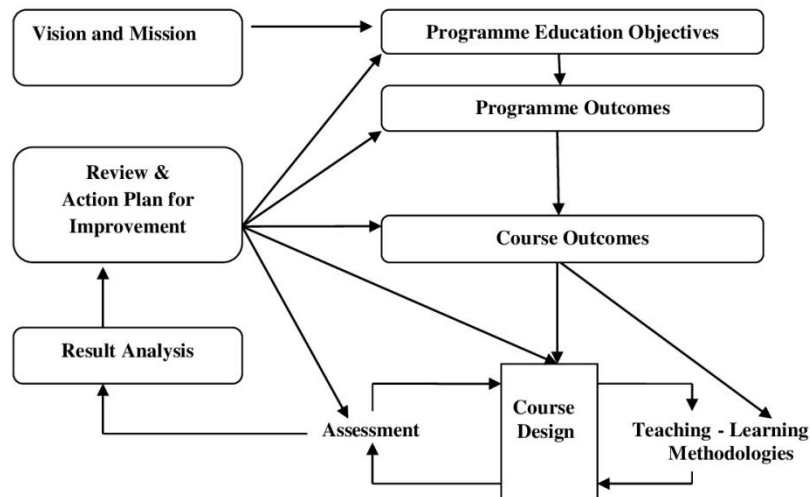 Vision and Mission
Programme Education Objectives
Programme Outcomes
Review &
Action Plan for
Improvement
Course Outcomes
Result Analysis
Assessment
Course
Design
Teaching - Learning
Methodologies